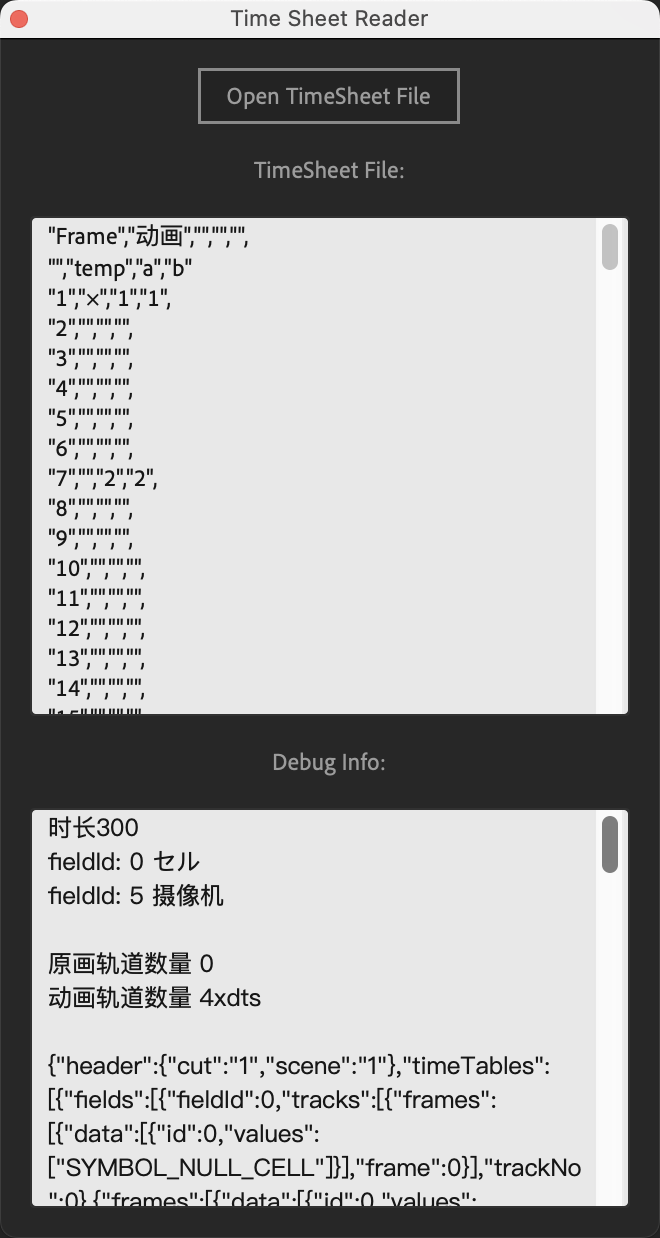 Time Sheet Reader
Open TimeSheet File
TimeSheet File:
"Frame","动画","","","",
"","temp","a","b"
"1","×","1","1",
"2","","","",
"3","","","",
"4","","","",
"5","","","",
"6","","","",
"7","","2","2",
"8","","","",
"9","","","",
"10","","","",
"11","","","",
"12","","","",
"13","","","",
"14","","","",
"15","","","",
Debug Info:
时长300
fieldId: 0 セル
fieldId: 5 摄像机
原画轨道数量 0
动画轨道数量 4xdts
{"header":{"cut":"1","scene":"1"},"timeTables":
[{"fields":[{"fieldId":0,"tracks":[{"frames":
[{"data":[{"id":0,"values":
["SYMBOL_NULL_CELL"]}],"frame":0}],"trackNo
":0},{"frames":[{"data":[{"id":0,"values":